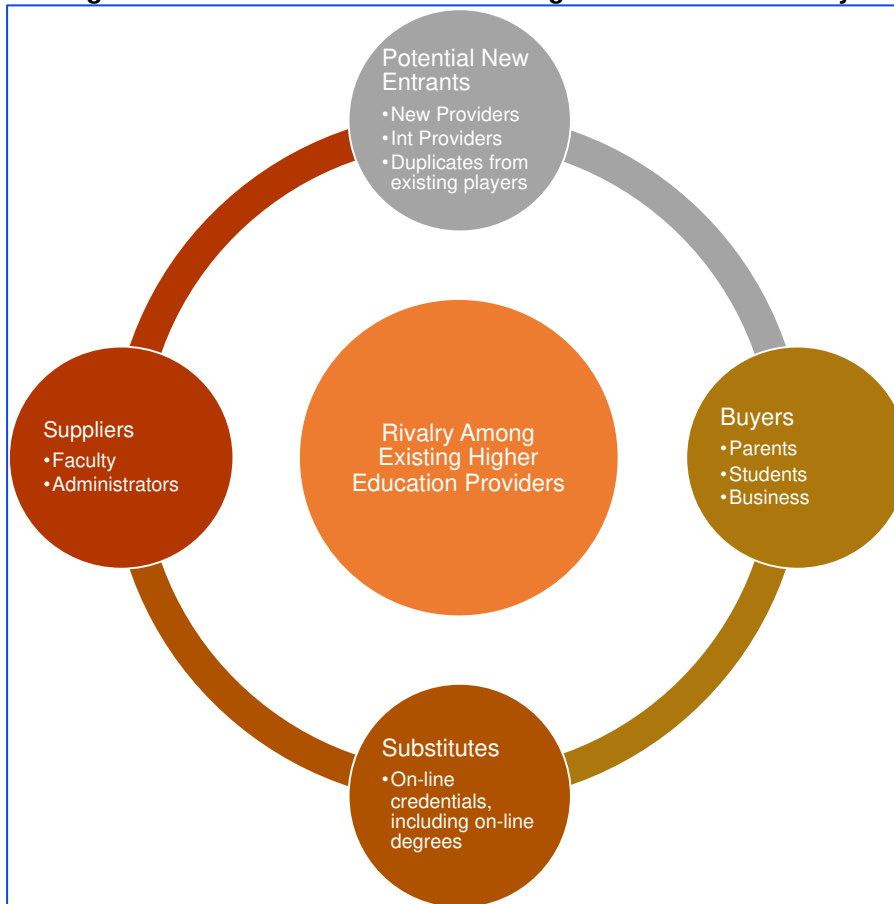 Potential New
Entrants
•New Providers
•Int Providers
•Duplicates from
existing players
Suppliers
•Faculty
•Administrators
Rivalry Among
Existing Higher
Education Providers
Buyers
•Parents
•Students
•Business
Substitutes
•On-line
credentials,
including on-line
degrees